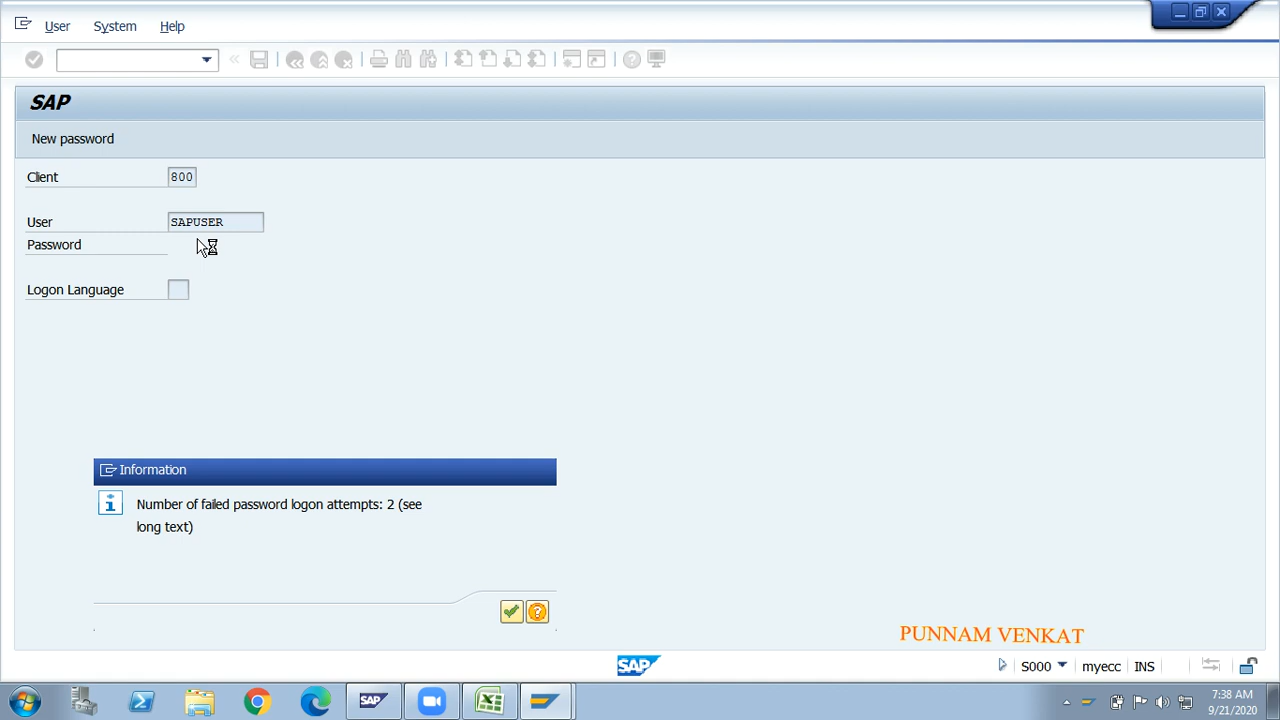 User System Help
SAP
New password
Client 800
User SAPUSER
Password
Logon Language
Information
Number of failed password logon attempts: 2 (see
long text)
PUNNAM VENKAT
SAP
S000 myecc INS
SAP
7:38 AM
9/21/2020